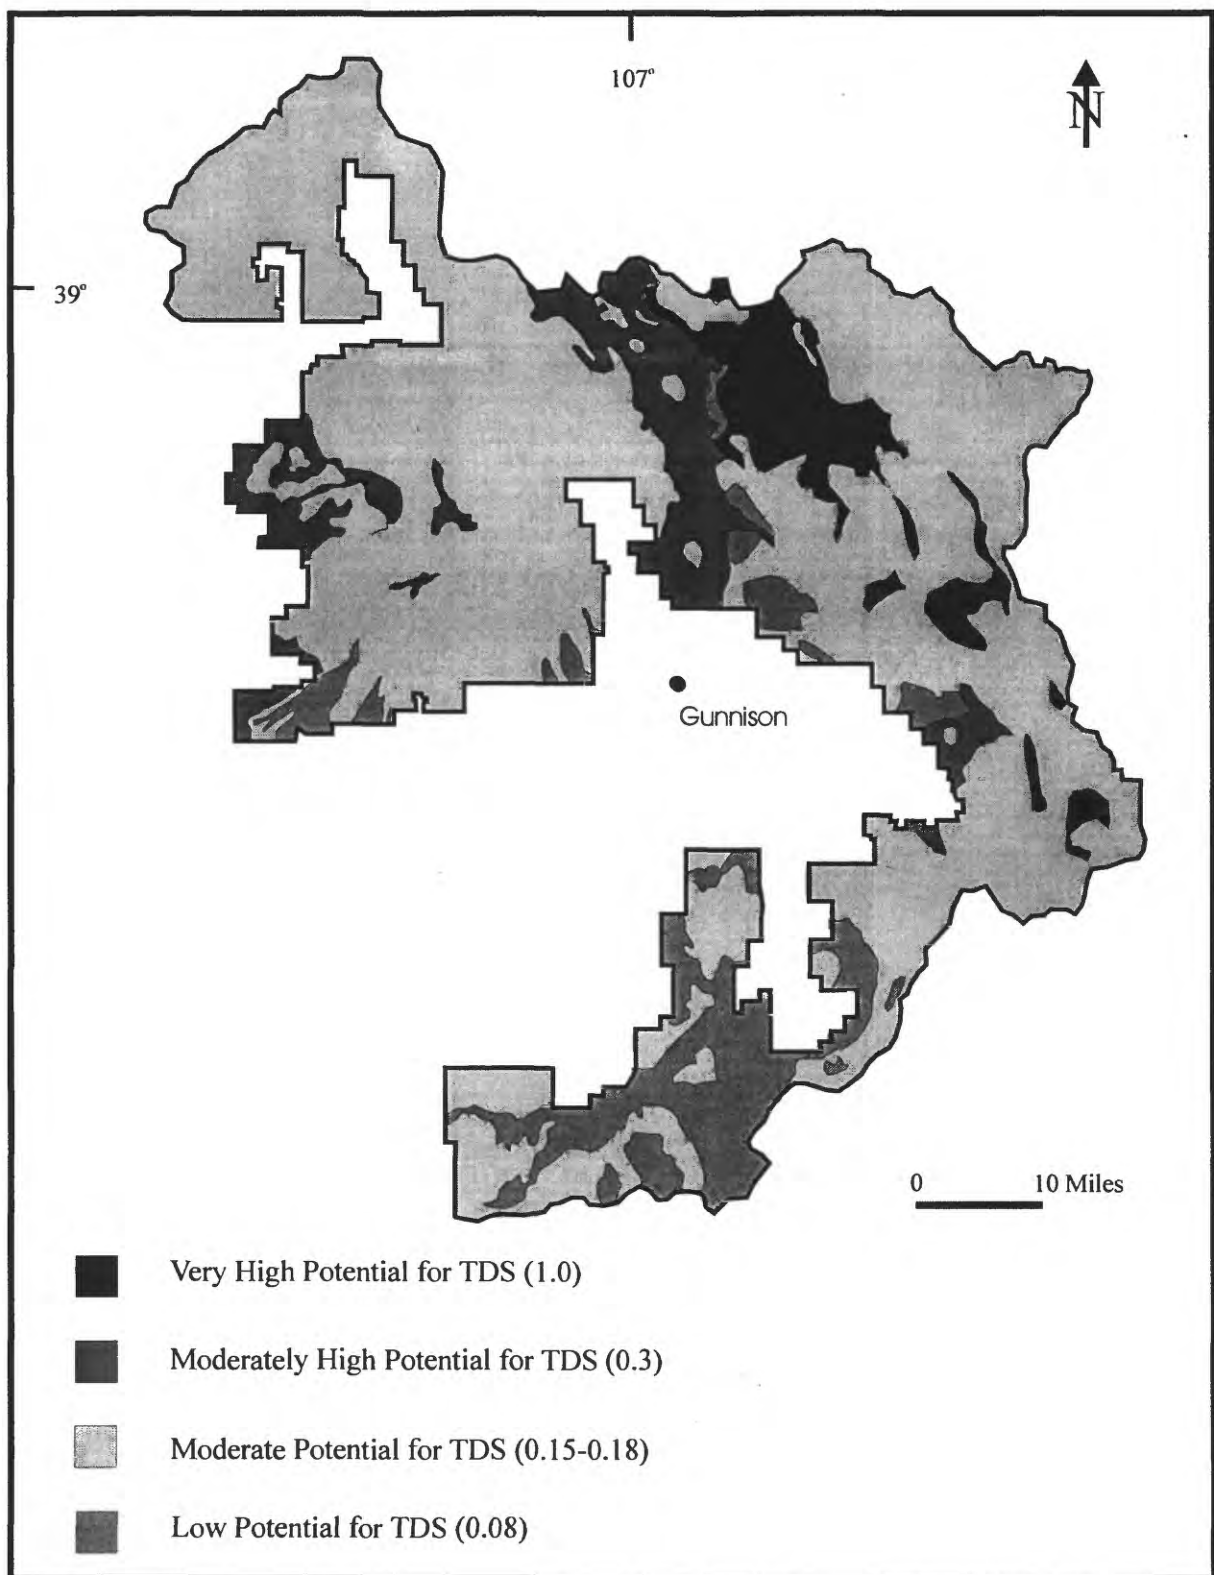 107°
N
39°
Gunnison
0 10 Miles
Very High Potential for TDS (1.0)
Moderately High Potential for TDS (0.3)
Moderate Potential for TDS (0.15-0.18)
Low Potential for TDS (0.08)